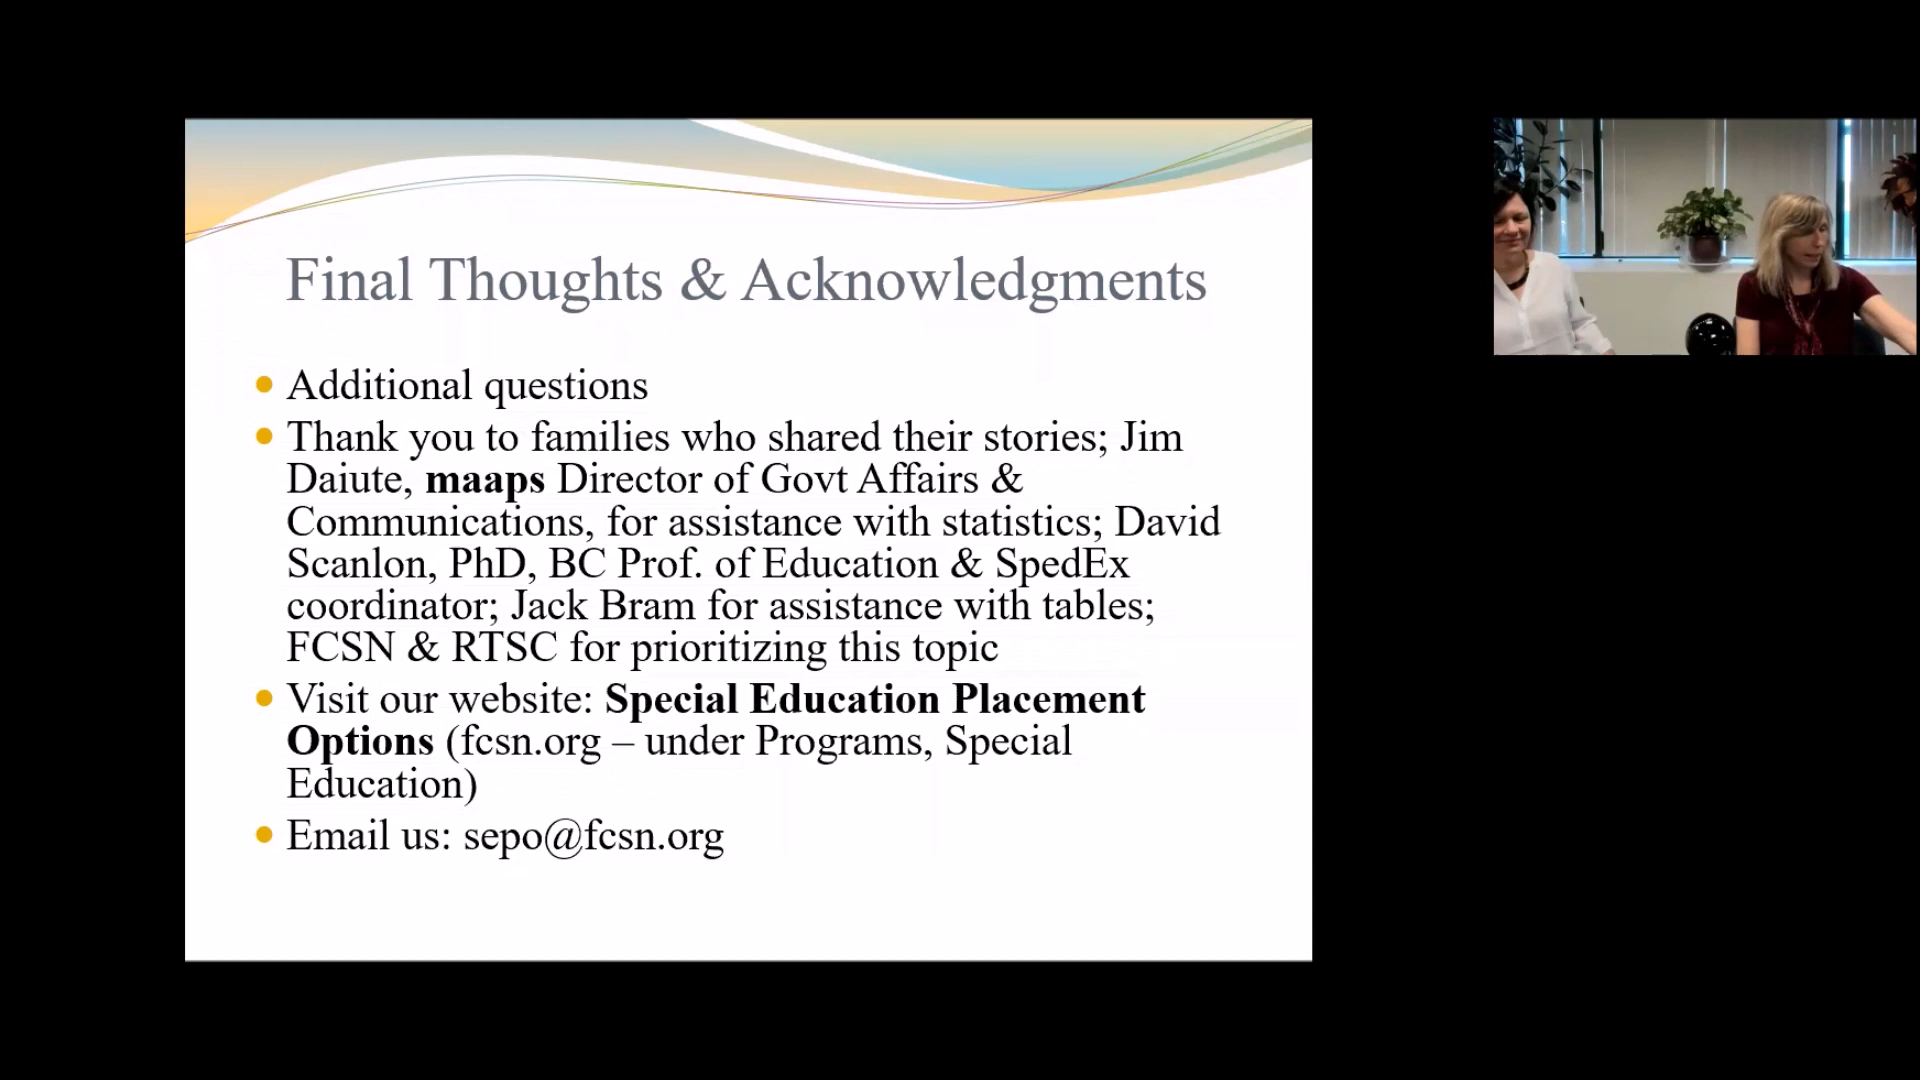 Final Thoughts & Acknowledgments
Additional questions
Thank you to families who shared their stories; Jim
Daiute, maaps Director of Govt Affairs &
Communications, for assistance with statistics; David
Scanlon, PhD, BC Prof. of Education & SpedEx
coordinator; Jack Bram for assistance with tables;
FCSN & RTSC for prioritizing this topic
Visit our website: Special Education Placement
Options (fcsn.org – under Programs, Special
Education)
Email us: sepo@fcsn.org